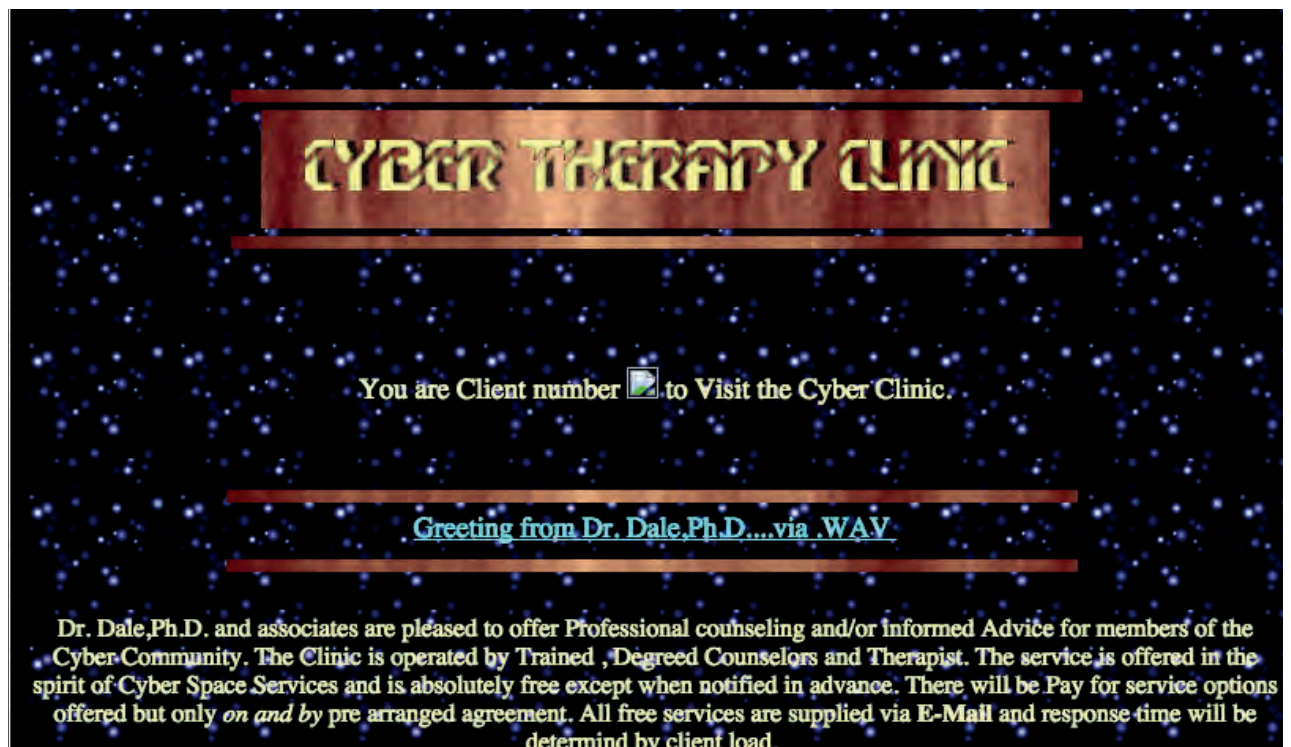 CYBER THERAPY CLINIC
You are Client number to Visit the Cyber Clinic.
Greeting from Dr. Dale,Ph.D....via .WAV
Dr. Dale,Ph.D. and associates are pleased to offer Professional counseling and/or informed Advice for members of the
Cyber Community. The Clinic is operated by Trained , Degreed Counselors and Therapist. The service is offered in the
spirit of Cyber Space Services and is absolutely free except when notified in advance. There will be Pay for service options
offered but only on and by pre arranged agreement. All free services are supplied via E-Mail and response time will be
determind by client load.